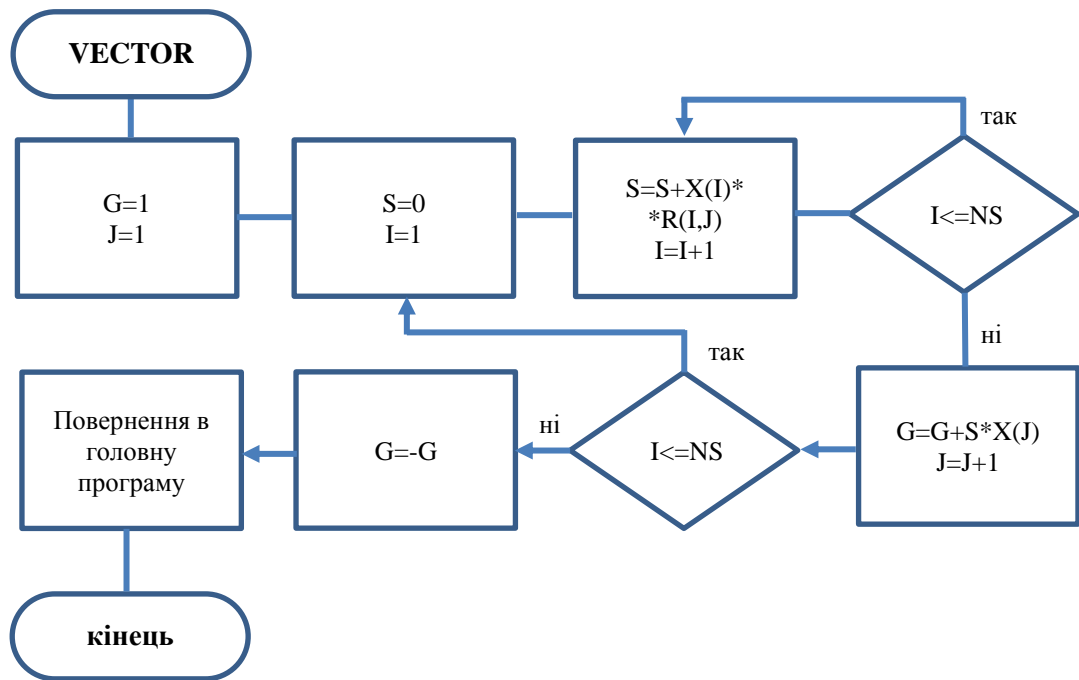 VECTOR
G=1
J=1
S=0
I=1
S=S+X(I)*
*R(I,J)
I=I+1
так
I<=NS
ні
G=G+S*X(J)
J=J+1
так
I<=NS
ні
G=-G
Повернення в
головну
програму
кінець